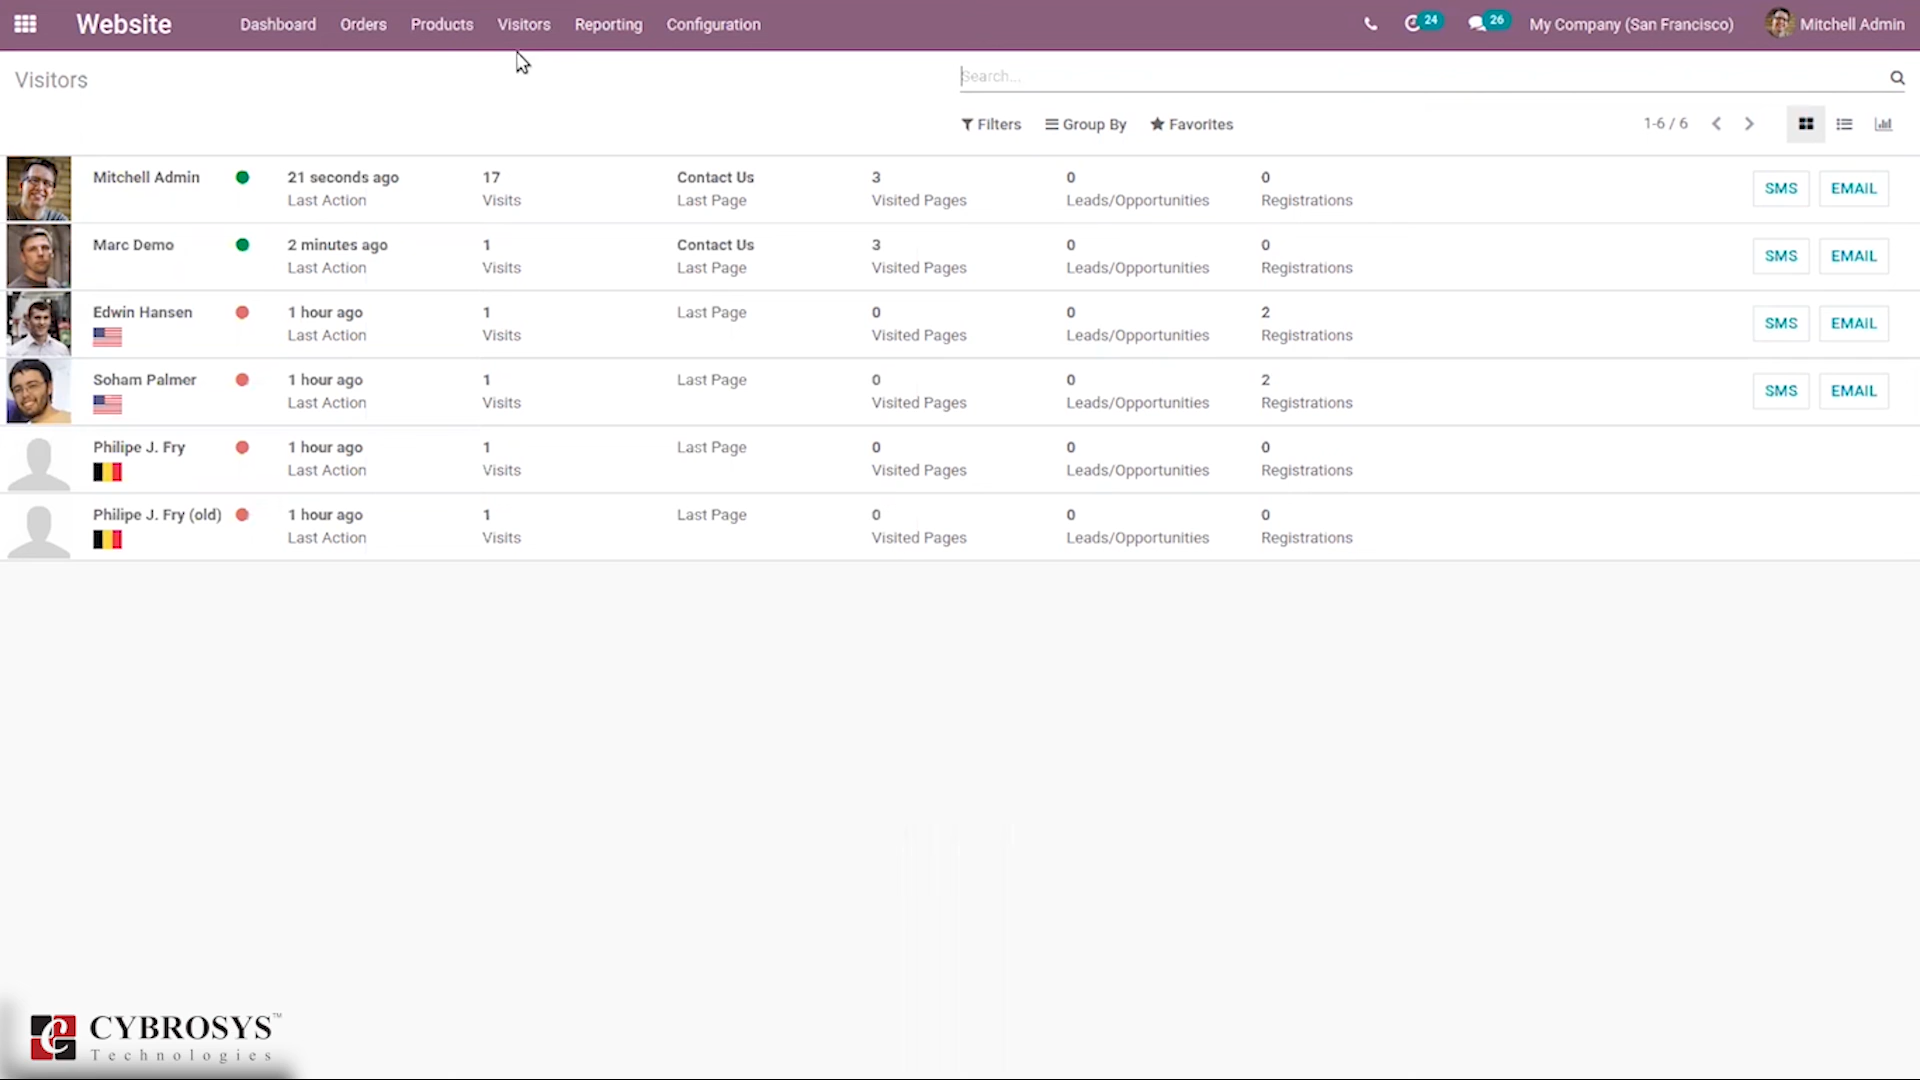 Website Dashboard Orders Products Visitors Reporting Configuration 24 26 My Company (San Francisco) Mitchell Admin
Visitors Search...
Filters Group By Favorites 1-6 / 6
Mitchell Admin 21 seconds ago 17 Contact Us 3 0 0 SMS EMAIL
Last Action Visits Last Page Visited Pages Leads/Opportunities Registrations
Marc Demo 2 minutes ago 1 Contact Us 3 0 0 SMS EMAIL
Last Action Visits Last Page Visited Pages Leads/Opportunities Registrations
Edwin Hansen 1 hour ago 1 Last Page 0 0 2 SMS EMAIL
Last Action Visits Visited Pages Leads/Opportunities Registrations
Soham Palmer 1 hour ago 1 Last Page 0 0 2 SMS EMAIL
Last Action Visits Visited Pages Leads/Opportunities Registrations
Philipe J. Fry 1 hour ago 1 Last Page 0 0 0
Last Action Visits Visited Pages Leads/Opportunities Registrations
Philipe J. Fry (old) 1 hour ago 1 Last Page 0 0 0
Last Action Visits Visited Pages Leads/Opportunities Registrations
CYBROSYS™
Technologies